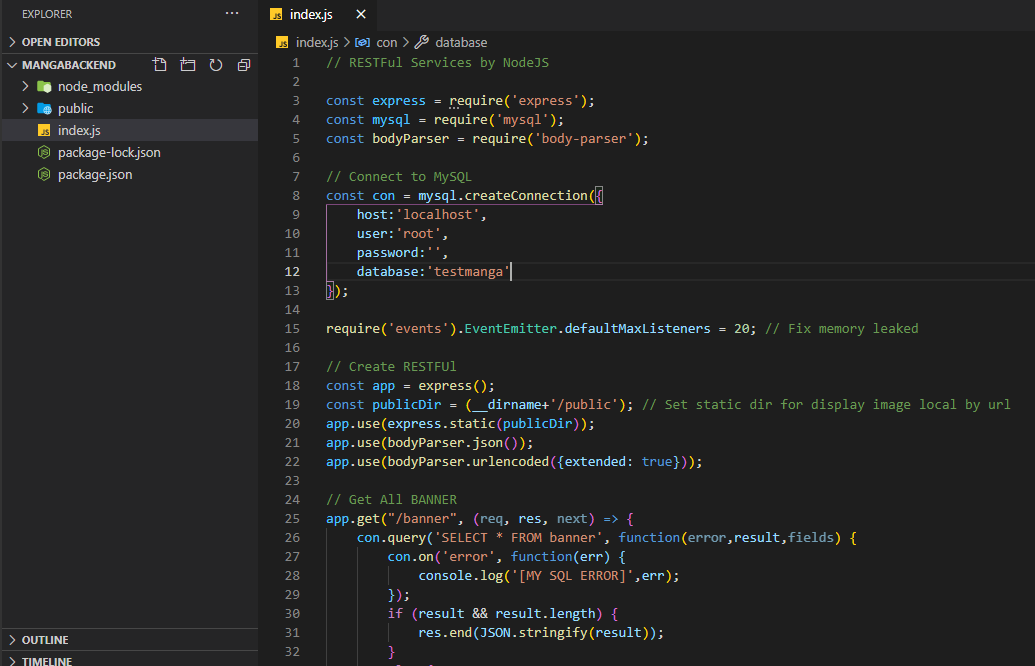 EXPLORER
OPEN EDITORS
MANGABACKEND
node_modules
public
JS index.js
package-lock.json
package.json
OUTLINE
TIMELINE
JS index.js
JS index.js > con > database
1 // RESTFul Services by NodeJS
2
3 const express = require('express');
4 const mysql = require('mysql');
5 const bodyParser = require('body-parser');
6
7 // Connect to MySQL
8 const con = mysql.createConnection({
9 host:'localhost',
10 user:'root',
11 password:'',
12 database:'testmanga'
13 });
14
15 require('events').EventEmitter.defaultMaxListeners = 20; // Fix memory leaked
16
17 // Create RESTFUl
18 const app = express();
19 const publicDir = (__dirname+'/public'); // Set static dir for display image local by url
20 app.use(express.static(publicDir));
21 app.use(bodyParser.json());
22 app.use(bodyParser.urlencoded({extended: true}));
23
24 // Get All BANNER
25 app.get("/banner", (req, res, next) => {
26 con.query('SELECT * FROM banner', function(error,result,fields) {
27 con.on('error', function(err) {
28 console.log('[MY SQL ERROR]',err);
29 });
30 if (result && result.length) {
31 res.end(JSON.stringify(result));
32 }